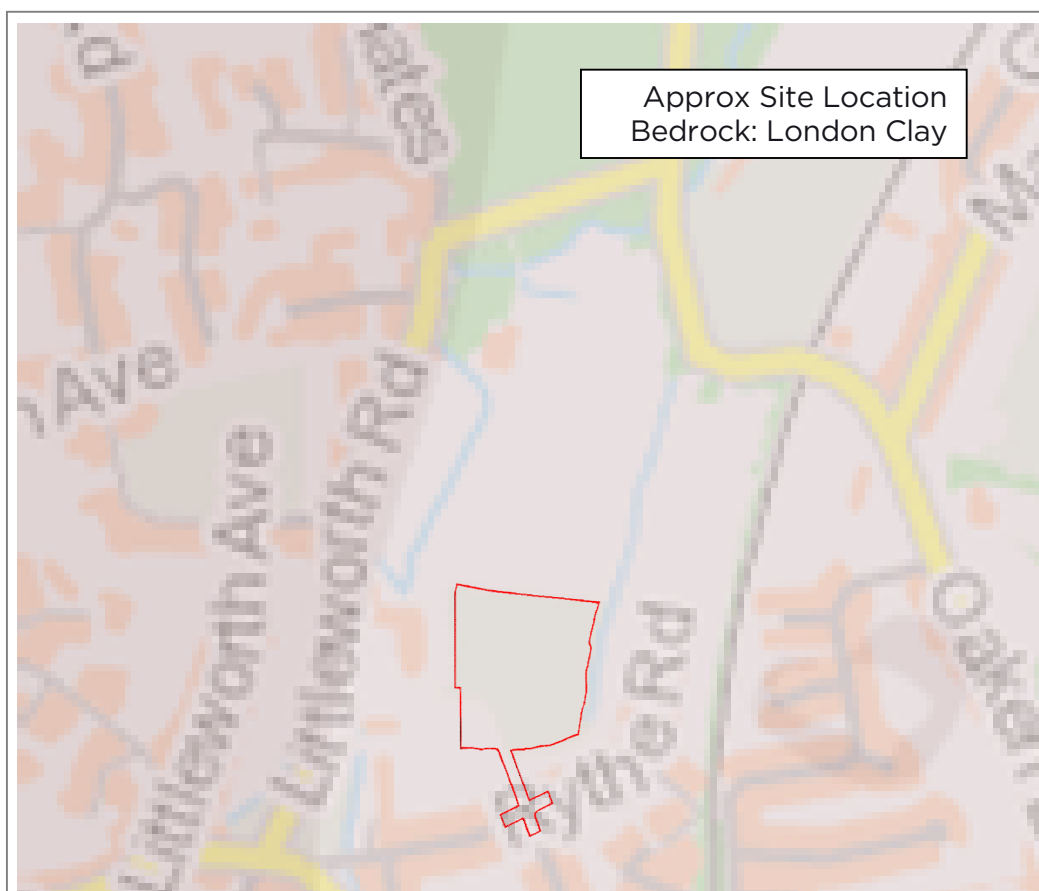 Approx Site Location
Bedrock: London Clay
Ave
Littleworth Rd
Littleworth Ave
Rythe Rd